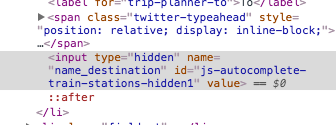 <label for="trip-planner-to">To</label>
▶<span class="twitter-typeahead" style=
"position: relative; display: inline-block;">
…</span>
<input type="hidden" name=
"name_destination" id="js-autocomplete-
train-stations-hidden1" value> == $0
::after
</li>